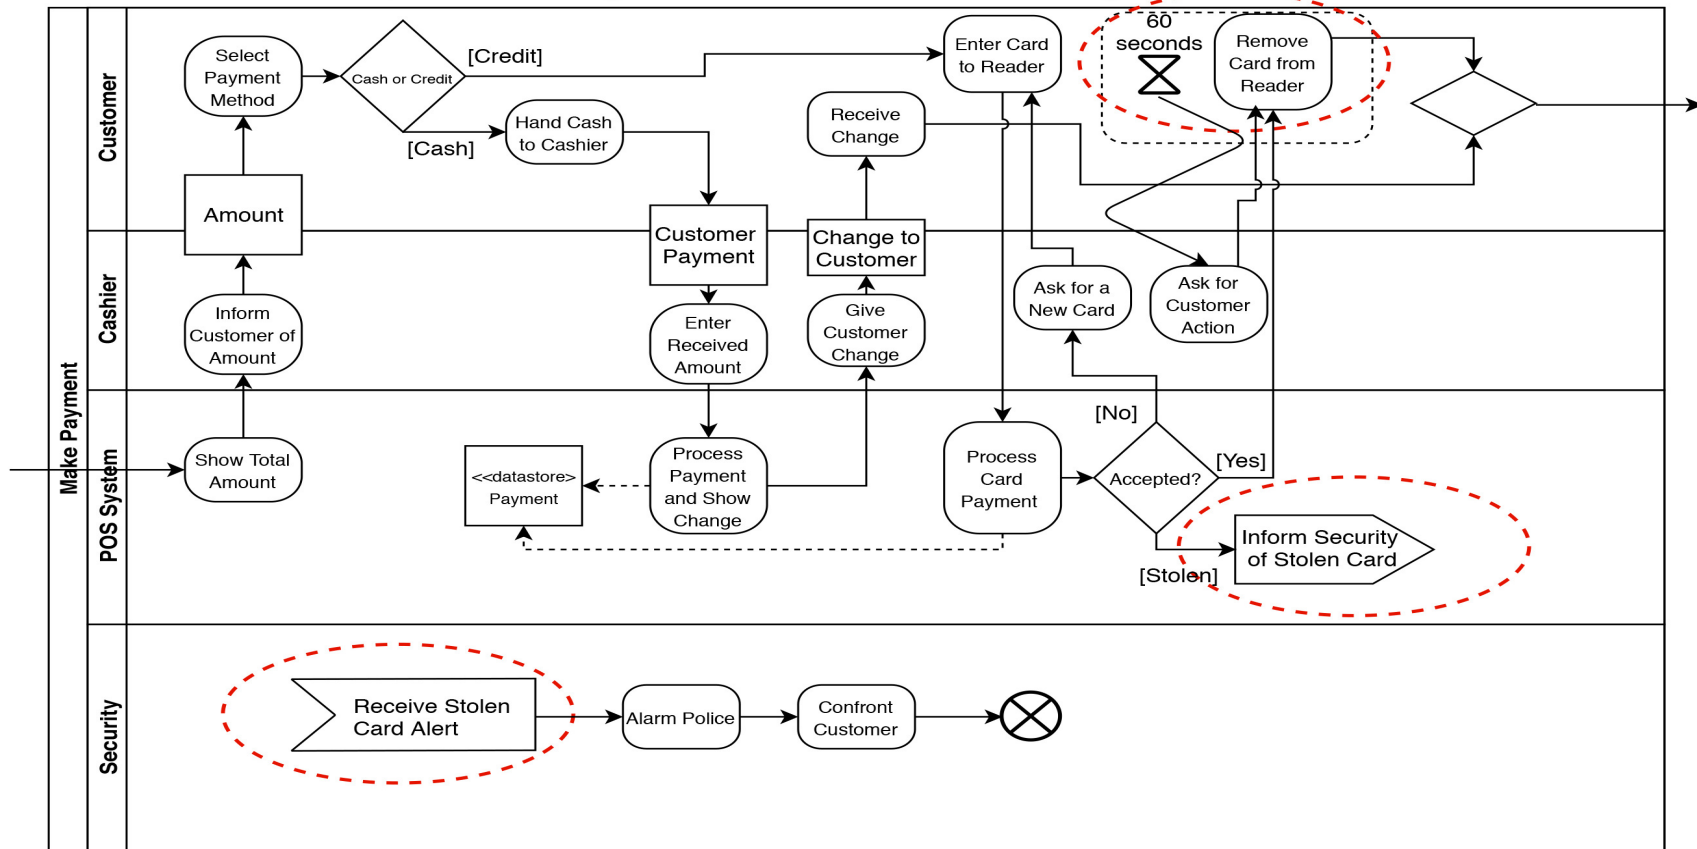 Make Payment
Customer
Select
Payment
Method
Cash or Credit
[Credit]
[Cash]
Hand Cash
to Cashier
Receive
Change
Enter Card
to Reader
60
seconds
Remove
Card from
Reader
Amount
Customer
Payment
Change to
Customer
Cashier
Inform
Customer of
Amount
Enter
Received
Amount
Give
Customer
Change
Ask for a
New Card
Ask for
Customer
Action
POS System
Show Total
Amount
<<datastore>
Payment
Process
Payment
and Show
Change
Process
Card
Payment
[No]
Accepted?
[Yes]
[Stolen]
Inform Security
of Stolen Card
Security
Receive Stolen
Card Alert
Alarm Police
Confront
Customer